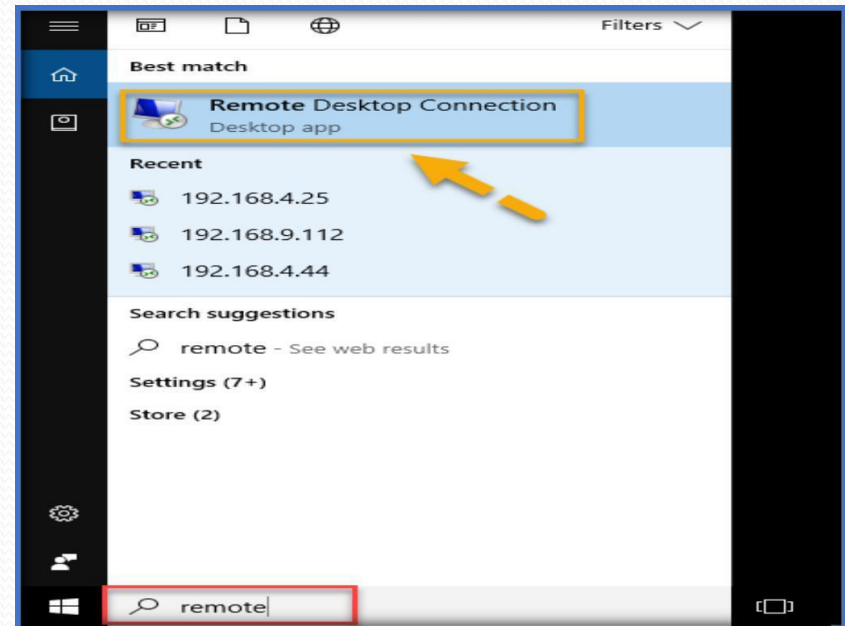 Filters
Best match
Remote Desktop Connection
Desktop app
Recent
192.168.4.25
192.168.9.112
192.168.4.44
Search suggestions
remote - See web results
Settings (7+)
Store (2)
remote